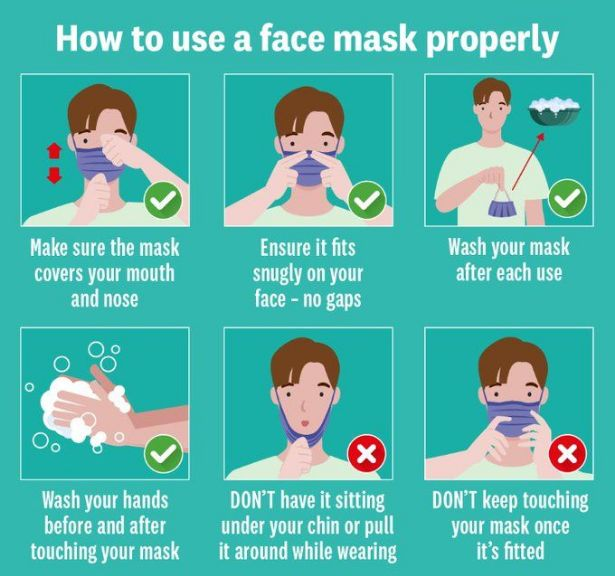 How to use a face mask properly
Make sure the mask
covers your mouth
and nose
Ensure it fits
snugly on your
face - no gaps
Wash your mask
after each use
Wash your hands
before and after
touching your mask
DON'T have it sitting
under your chin or pull
it around while wearing
DON'T keep touching
your mask once
it's fitted